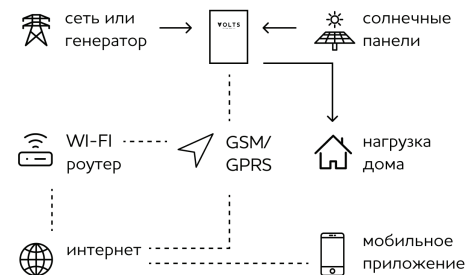 сеть или
генератор
VOLTS
солнечные
панели
WI-FI
роутер
GSM/
GPRS
нагрузка
дома
интернет
мобильное
приложение